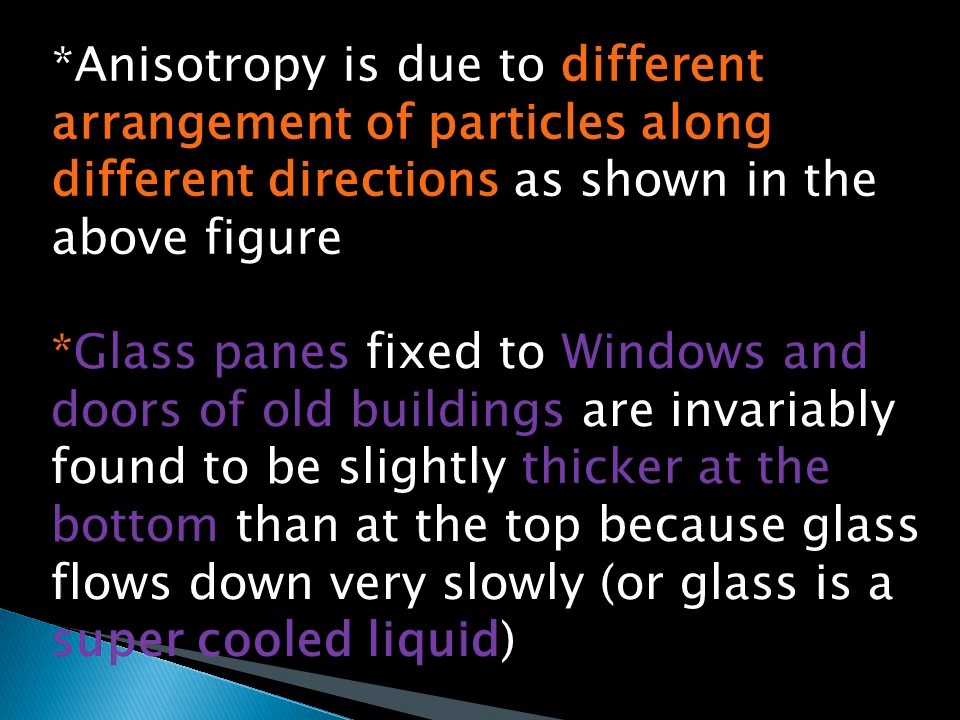 *Anisotropy is due to different
arrangement of particles along
different directions as shown in the
above figure
*Glass panes fixed to Windows and
doors of old buildings are invariably
found to be slightly thicker at the
bottom than at the top because glass
flows down very slowly (or glass is a
super cooled liquid)